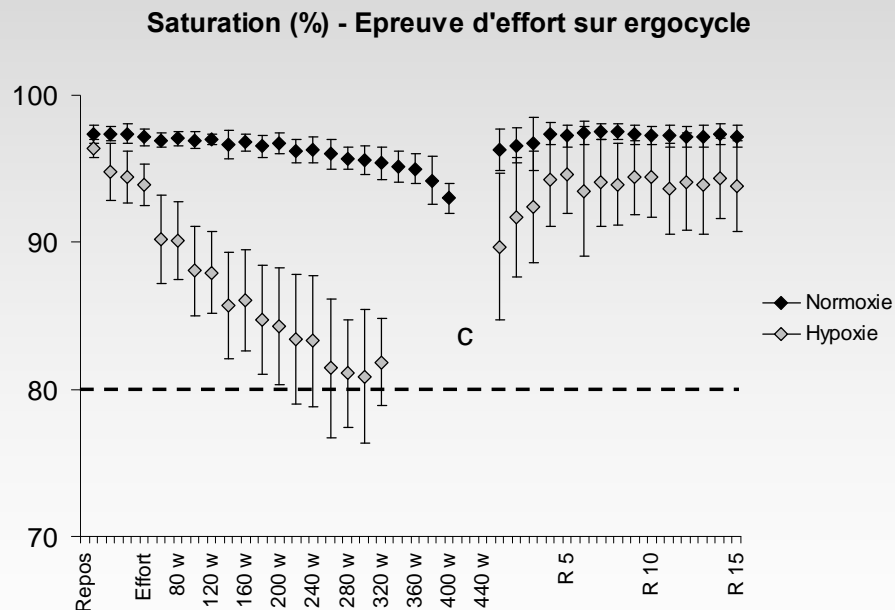 Saturation (%) - Epreuve d'effort sur ergocycle
100
90
80
70
C
Normoxie
Hypoxie
Repos
Effort
80 w
120 w
160 w
200 w
240 w
280 w
320 w
360 w
400 w
440 w
R 5
R 10
R 15